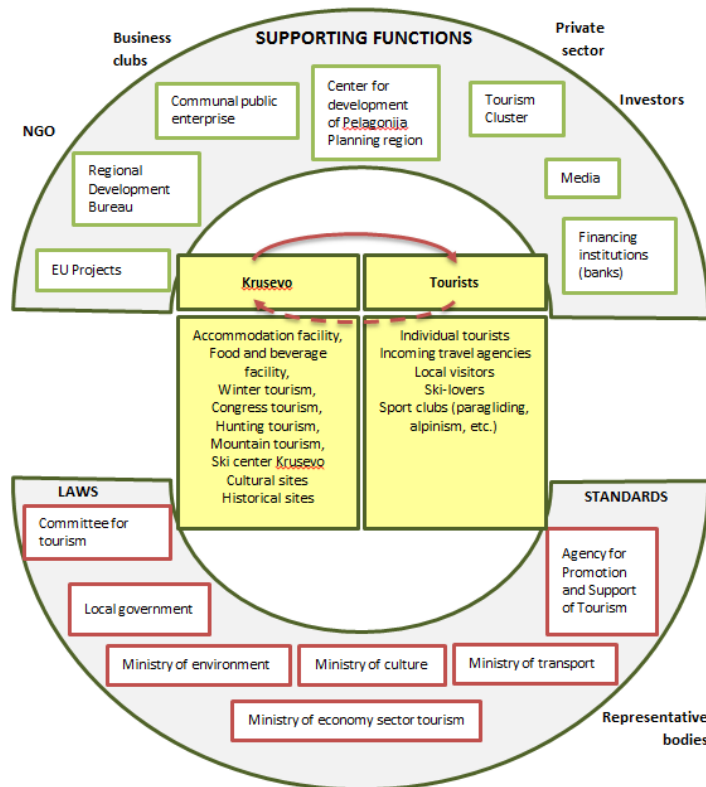 SUPPORTING FUNCTIONS
Business
clubs
Private
sector
NGO
Investors
Communal public
enterprise
Center for
development
of Pelagonija
Planning region
Tourism
Cluster
Regional
Development
Bureau
Media
EU Projects
Financing
institutions
(banks)
Krusevo
Tourists
Accommodation facility,
Food and beverage
facility,
Winter tourism,
Congress tourism,
Hunting tourism,
Mountain tourism,
Ski center Krusevo
Cultural sites
Historical sites
Individual tourists
Incoming travel agencies
Local visitors
Ski-lovers
Sport clubs (paragliding,
alpinism, etc.)
LAWS
STANDARDS
Committee for
tourism
Agency for
Promotion
and Support
of Tourism
Local government
Ministry of environment
Ministry of culture
Ministry of transport
Ministry of economy sector tourism
Representative
bodies